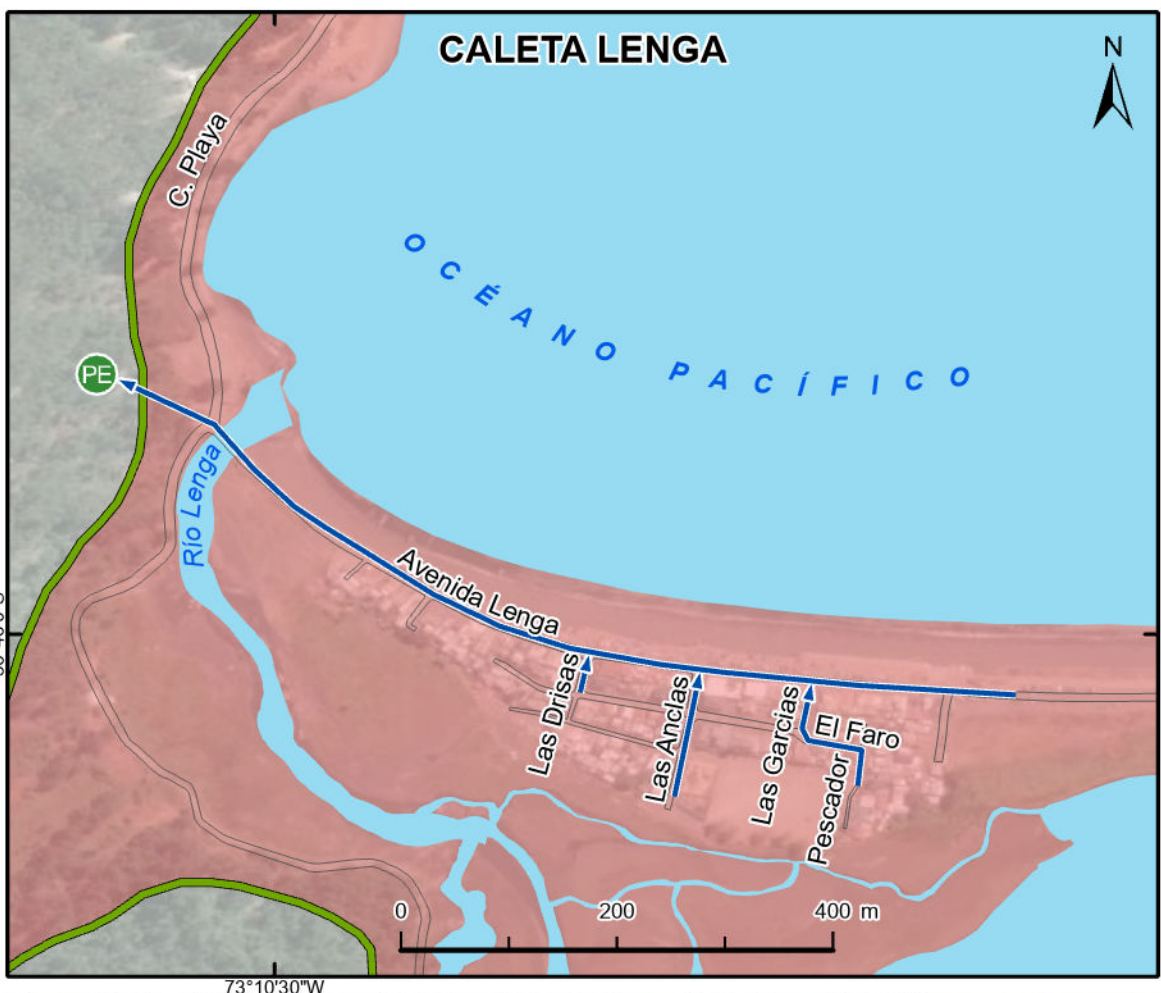 CALETA LENGA
N
C. Playa
OCÉANO PACÍFICO
PE
Río Lenga
Avenida Lenga
Las Drisas
Las Anclas
Las Garcias
El Faro
Pescador
0 200 400 m
73°10'30"W